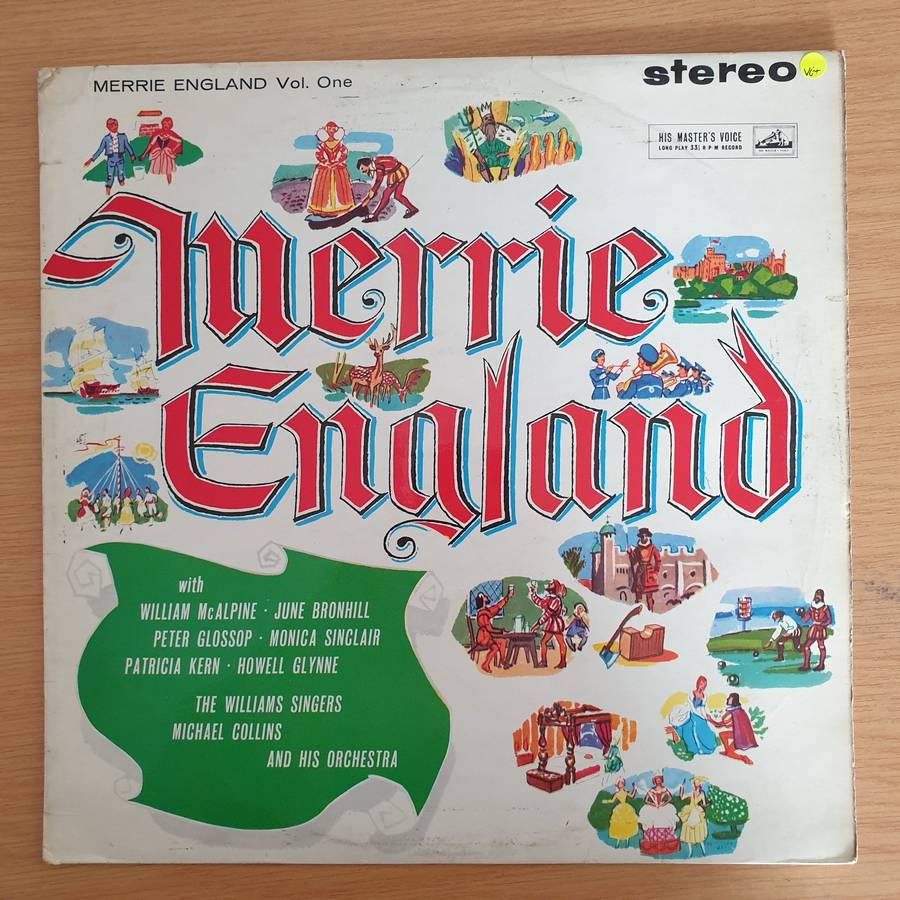 MERRIE ENGLAND Vol. One
stereo
VG+
HIS MASTER'S VOICE
LONG PLAY 33⅓ R P M RECORD
Merrie
England
with
WILLIAM McALPINE · JUNE BRONHILL
PETER GLOSSOP · MONICA SINCLAIR
PATRICIA KERN · HOWELL GLYNNE
THE WILLIAMS SINGERS
MICHAEL COLLINS
AND HIS ORCHESTRA